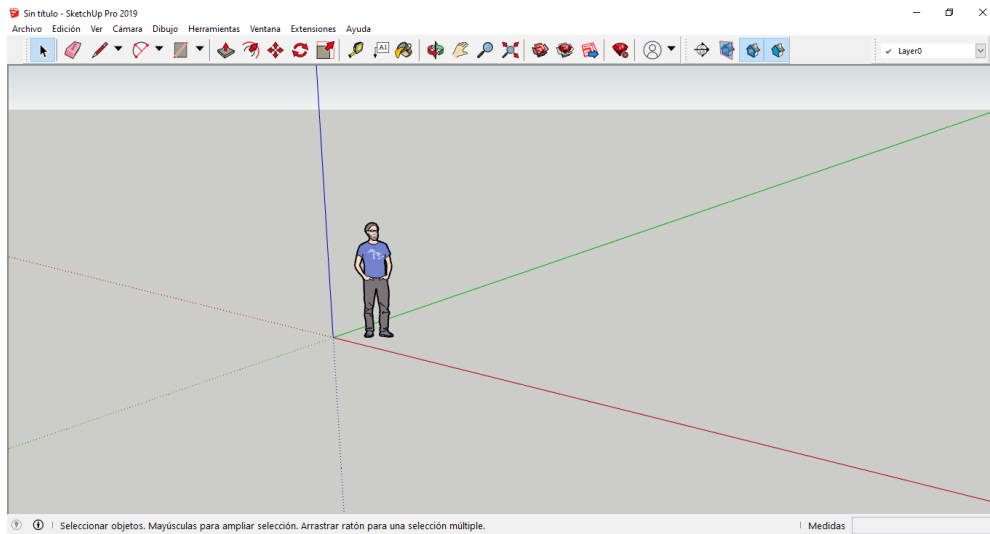 Sin título - SketchUp Pro 2019
Archivo Edición Ver Cámara Dibujo Herramientas Ventana Extensiones Ayuda
A1
Layer0
Seleccionar objetos. Mayúsculas para ampliar selección. Arrastrar ratón para una selección múltiple.
Medidas